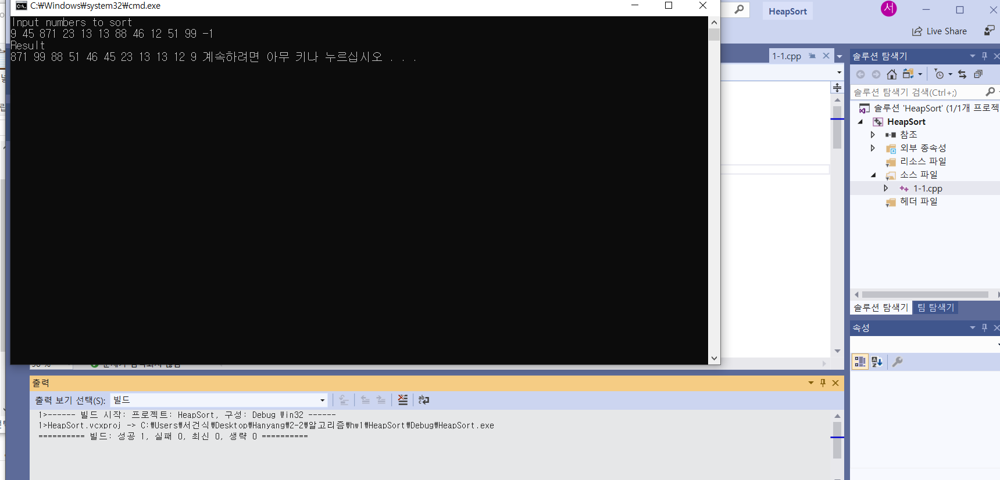 C:₩Windows₩system32₩cmd.exe
Input numbers to sort
9 45 871 23 13 13 88 46 12 51 99 -1
Result
871 99 88 51 46 45 23 13 13 12 9 계속하려면 아무 키나 누르십시오 . . .
HeapSort
서
Live Share
1-1.cpp
솔루션 탐색기
솔루션 탐색기 검색(Ctrl+;)
솔루션 'HeapSort' (1/1개 프로젝
HeapSort
참조
외부 종속성
리소스 파일
소스 파일
1-1.cpp
헤더 파일
솔루션 탐색기 팀 탐색기
속성
출력
출력 보기 선택(S): 빌드
1>------ 빌드 시작: 프로젝트: HeapSort, 구성: Debug Win32 ------
1>HeapSort.vcxproj -> C:₩Users₩서건식₩Desktop₩Hanyang₩2-2₩알고리즘₩hw1₩HeapSort₩Debug₩HeapSort.exe
========== 빌드: 성공 1, 실패 0, 최신 0, 생략 0 ==========